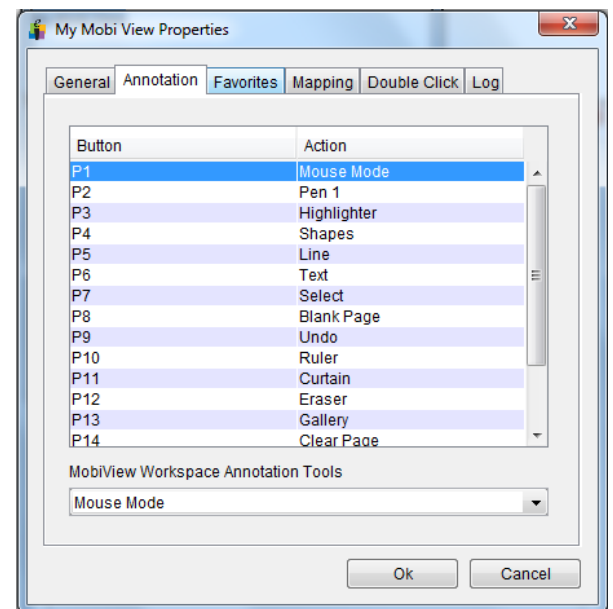 My Mobi View Properties
General Annotation Favorites Mapping Double Click Log
Button Action
P1 Mouse Mode
P2 Pen 1
P3 Highlighter
P4 Shapes
P5 Line
P6 Text
P7 Select
P8 Blank Page
P9 Undo
P10 Ruler
P11 Curtain
P12 Eraser
P13 Gallery
P14 Clear Page
MobiView Workspace Annotation Tools
Mouse Mode
Ok Cancel